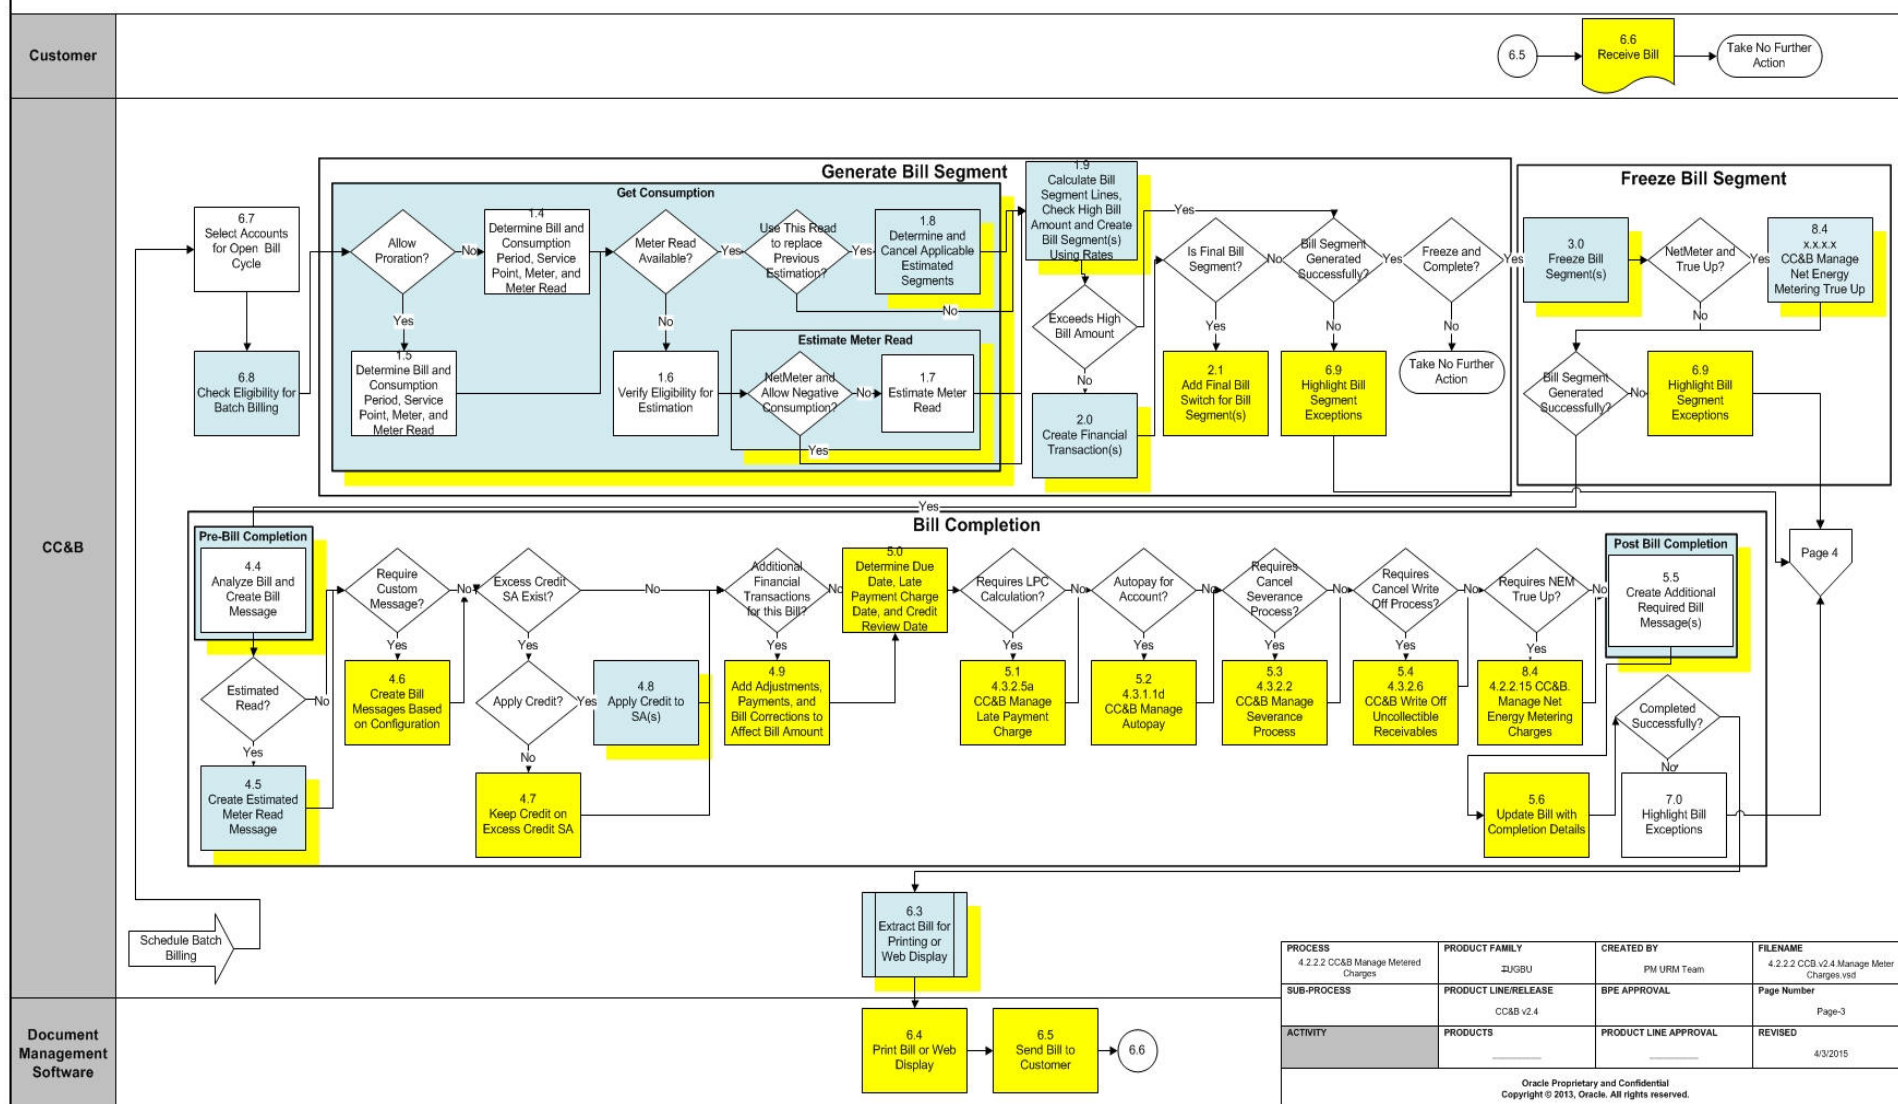 Customer
6.5
6.6
Receive Bill
Take No Further
Action
CC&B
Generate Bill Segment
Get Consumption
6.7
Select Accounts
for Open Bill
Cycle
6.8
Check Eligibility for
Batch Billing
Allow
Proration?
No
Yes
1.4
Determine Bill and
Consumption
Period, Service
Point, Meter, and
Meter Read
1.5
Determine Bill and
Consumption
Period, Service
Point, Meter, and
Meter Read
Meter Read
Available?
Yes
No
Use This Read
to replace
Previous
Estimation?
Yes
No
1.8
Determine and
Cancel Applicable
Estimated
Segments
1.6
Verify Eligibility for
Estimation
Estimate Meter Read
NetMeter and
Allow Negative
Consumption?
No
Yes
1.7
Estimate Meter
Read
1.9
Calculate Bill
Segment Lines,
Check High Bill
Amount and Create
Bill Segment(s)
Using Rates
Exceeds High
Bill Amount
Yes
No
2.0
Create Financial
Transaction(s)
Is Final Bill
Segment?
No
Yes
2.1
Add Final Bill
Switch for Bill
Segment(s)
Bill Segment
Generated
Successfully?
Yes
No
6.9
Highlight Bill
Segment
Exceptions
Freeze and
Complete?
Yes
No
Take No Further
Action
Freeze Bill Segment
3.0
Freeze Bill
Segment(s)
NetMeter and
True Up?
Yes
No
8.4
x.x.x.x
CC&B Manage
Net Energy
Metering True Up
Bill Segment
Generated
Successfully?
No
6.9
Highlight Bill
Segment
Exceptions
Yes
Bill Completion
Pre-Bill Completion
4.4
Analyze Bill and
Create Bill
Message
Estimated
Read?
No
Yes
4.5
Create Estimated
Meter Read
Message
Require
Custom
Message?
No
Yes
4.6
Create Bill
Messages Based
on Configuration
Excess Credit
SA Exist?
No
Yes
Apply Credit?
Yes
No
4.7
Keep Credit on
Excess Credit SA
4.8
Apply Credit to
SA(s)
Additional
Financial
Transactions
for this Bill?
No
Yes
4.9
Add Adjustments,
Payments, and
Bill Corrections to
Affect Bill Amount
5.0
Determine Due
Date, Late
Payment Charge
Date, and Credit
Review Date
Requires LPC
Calculation?
No
Yes
5.1
4.3.2.5a
CC&B Manage
Late Payment
Charge
Autopay for
Account?
No
Yes
5.2
4.3.1.1d
CC&B Manage
Autopay
Requires
Cancel
Severance
Process?
No
Yes
5.3
4.3.2.2
CC&B Manage
Severance
Process
Requires
Cancel Write
Off Process?
No
Yes
5.4
4.3.2.6
CC&B Write Off
Uncollectible
Receivables
Requires NEM
True Up?
No
Yes
8.4
4.2.2.15 CC&B.
Manage Net
Energy Metering
Charges
Post Bill Completion
5.5
Create Additional
Required Bill
Message(s)
Completed
Successfully?
No
5.6
Update Bill with
Completion Details
7.0
Highlight Bill
Exceptions
Page 4
Schedule Batch
Billing
6.3
Extract Bill for
Printing or
Web Display
Document
Management
Software
6.4
Print Bill or Web
Display
6.5
Send Bill to
Customer
6.6
PROCESS
4.2.2.2 CC&B Manage Metered
Charges
PRODUCT FAMILY
TUGBU
CREATED BY
PM URM Team
FILENAME
4.2.2.2 CCB.v2.4.Manage Meter
Charges.vsd
SUB-PROCESS
PRODUCT LINE/RELEASE
CC&B v2.4
BPE APPROVAL
Page Number
Page-3
ACTIVITY
PRODUCTS
PRODUCT LINE APPROVAL
REVISED
4/3/2015
Oracle Proprietary and Confidential
Copyright © 2013, Oracle. All rights reserved.